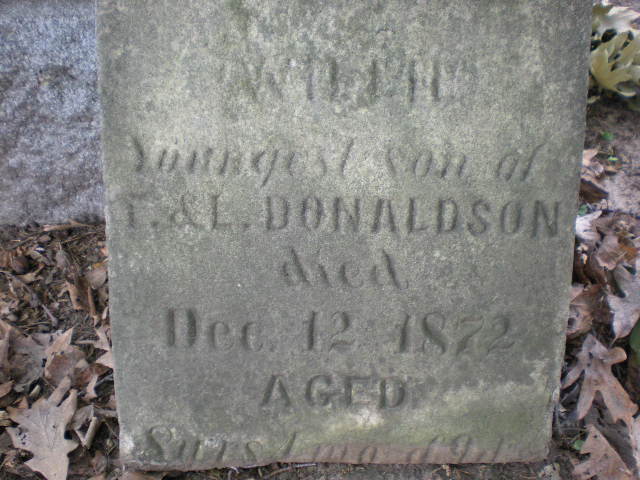 WILLIE
Youngest son of
T. & L. DONALDSON
died
Dec. 12. 1872
AGED